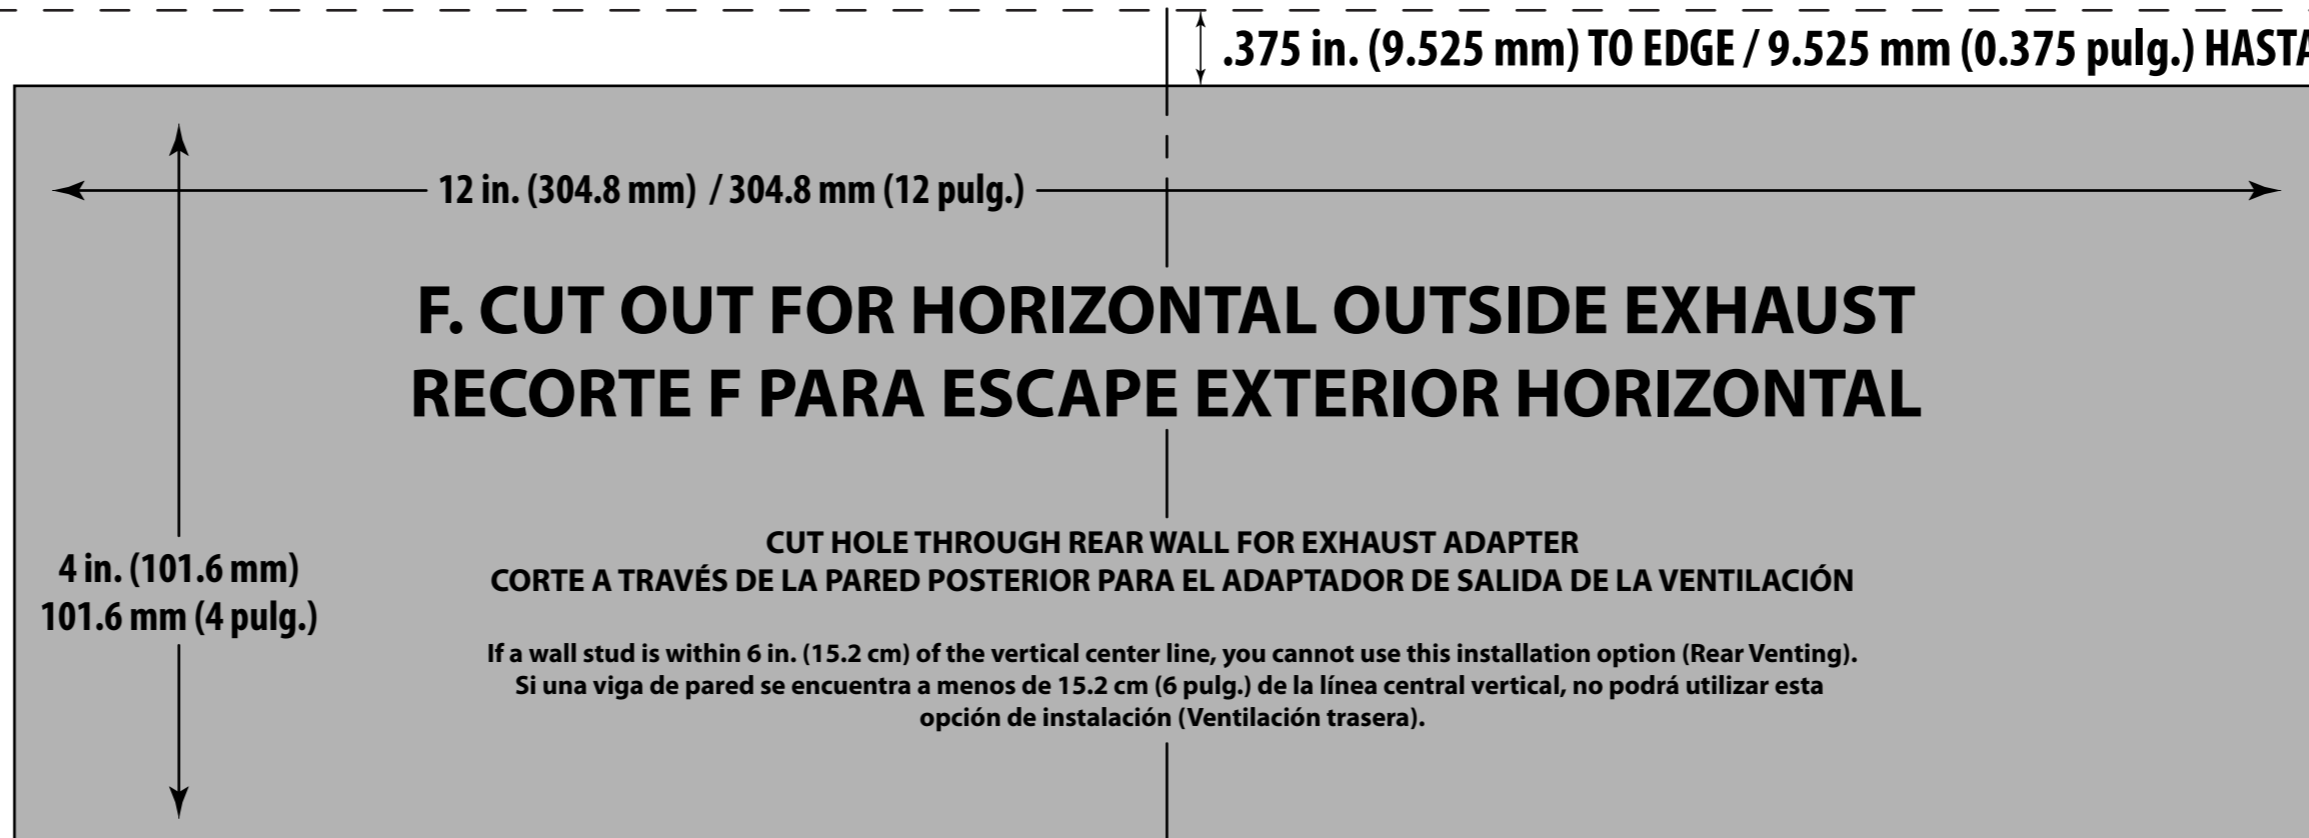 .375 in. (9.525 mm) TO EDGE / 9.525 mm (0.375 pulg.) HASTA
12 in. (304.8 mm) / 304.8 mm (12 pulg.)
F. CUT OUT FOR HORIZONTAL OUTSIDE EXHAUST
RECORTE F PARA ESCAPE EXTERIOR HORIZONTAL
CUT HOLE THROUGH REAR WALL FOR EXHAUST ADAPTER
CORTE A TRAVÉS DE LA PARED POSTERIOR PARA EL ADAPTADOR DE SALIDA DE LA VENTILACIÓN
4 in. (101.6 mm)
101.6 mm (4 pulg.)
If a wall stud is within 6 in. (15.2 cm) of the vertical center line, you cannot use this installation option (Rear Venting).
Si una viga de pared se encuentra a menos de 15.2 cm (6 pulg.) de la línea central vertical, no podrá utilizar esta
opción de instalación (Ventilación trasera).